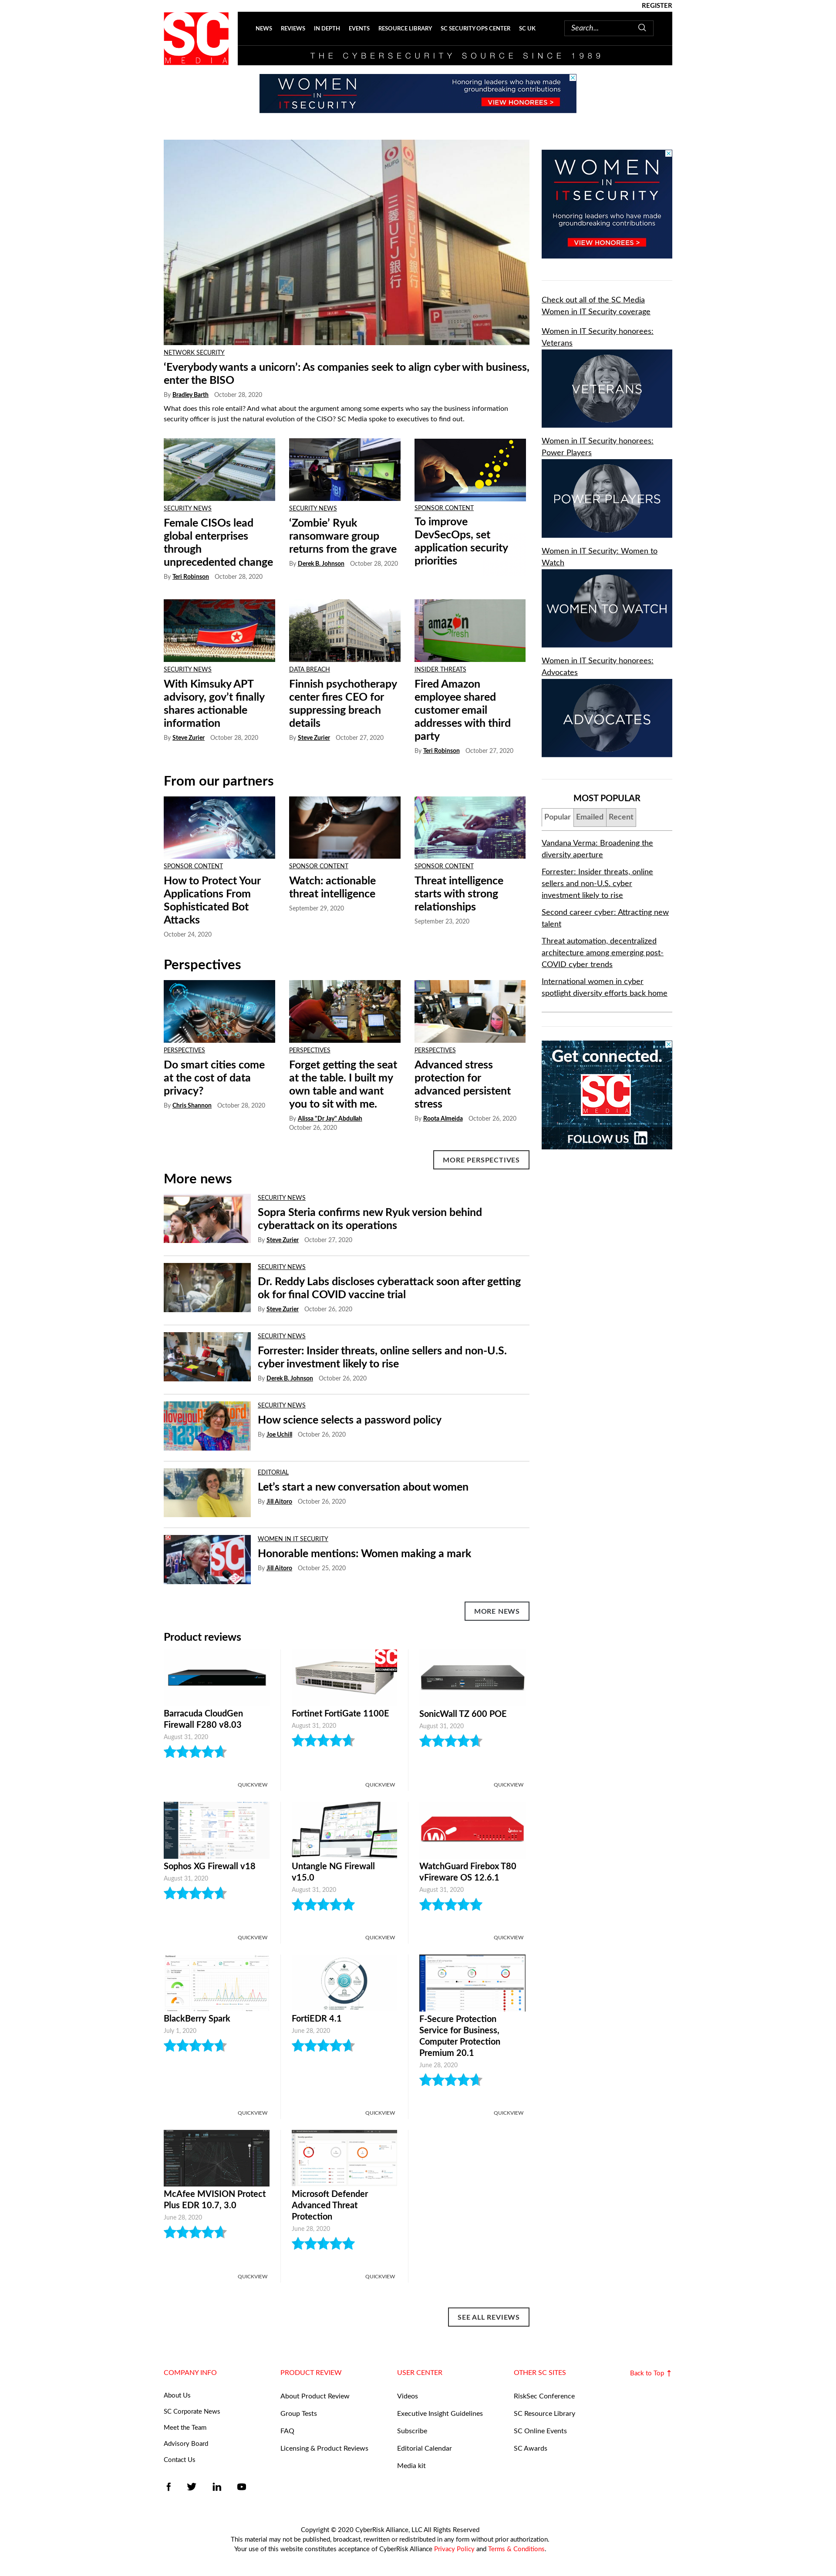 REGISTER
SC
MEDIA
NEWS REVIEWS IN DEPTH EVENTS RESOURCE LIBRARY SC SECURITY OPS CENTER SC UK
Search...
THE CYBERSECURITY SOURCE SINCE 1989
WOMEN
IN IT SECURITY
Honoring leaders who have made
groundbreaking contributions
VIEW HONOREES >
NETWORK SECURITY
‘Everybody wants a unicorn’: As companies seek to align cyber with business,
enter the BISO
By Bradley Barth October 28, 2020
What does this role entail? And what about the argument among some experts who say the business information
security officer is just the natural evolution of the CISO? SC Media spoke to executives to find out.
SECURITY NEWS
Female CISOs lead
global enterprises
through
unprecedented change
By Teri Robinson October 28, 2020
SECURITY NEWS
‘Zombie’ Ryuk
ransomware group
returns from the grave
By Derek B. Johnson October 28, 2020
SPONSOR CONTENT
To improve
DevSecOps, set
application security
priorities
SECURITY NEWS
With Kimsuky APT
advisory, gov’t finally
shares actionable
information
By Steve Zurier October 28, 2020
DATA BREACH
Finnish psychotherapy
center fires CEO for
suppressing breach
details
By Steve Zurier October 27, 2020
amazon
fresh
INSIDER THREATS
Fired Amazon
employee shared
customer email
addresses with third
party
By Teri Robinson October 27, 2020
From our partners
SPONSOR CONTENT
How to Protect Your
Applications From
Sophisticated Bot
Attacks
October 24, 2020
SPONSOR CONTENT
Watch: actionable
threat intelligence
September 29, 2020
SPONSOR CONTENT
Threat intelligence
starts with strong
relationships
September 23, 2020
Perspectives
PERSPECTIVES
Do smart cities come
at the cost of data
privacy?
By Chris Shannon October 28, 2020
PERSPECTIVES
Forget getting the seat
at the table. I built my
own table and want
you to sit with me.
By Alissa "Dr Jay" Abdullah
October 26, 2020
PERSPECTIVES
Advanced stress
protection for
advanced persistent
stress
By Roota Almeida October 26, 2020
MORE PERSPECTIVES
More news
SECURITY NEWS
Sopra Steria confirms new Ryuk version behind
cyberattack on its operations
By Steve Zurier October 27, 2020
SECURITY NEWS
Dr. Reddy Labs discloses cyberattack soon after getting
ok for final COVID vaccine trial
By Steve Zurier October 26, 2020
SECURITY NEWS
Forrester: Insider threats, online sellers and non-U.S.
cyber investment likely to rise
By Derek B. Johnson October 26, 2020
SECURITY NEWS
How science selects a password policy
By Joe Uchill October 26, 2020
EDITORIAL
Let’s start a new conversation about women
By Jill Aitoro October 26, 2020
WOMEN IN IT SECURITY
Honorable mentions: Women making a mark
By Jill Aitoro October 25, 2020
MORE NEWS
WOMEN
IN
IT SECURITY
Honoring leaders who have made
groundbreaking contributions
VIEW HONOREES >
Check out all of the SC Media
Women in IT Security coverage
Women in IT Security honorees:
Veterans
VETERANS
Women in IT Security honorees:
Power Players
POWER PLAYERS
Women in IT Security: Women to
Watch
WOMEN TO WATCH
Women in IT Security honorees:
Advocates
ADVOCATES
MOST POPULAR
Popular Emailed Recent
Vandana Verma: Broadening the
diversity aperture
Forrester: Insider threats, online
sellers and non-U.S. cyber
investment likely to rise
Second career cyber: Attracting new
talent
Threat automation, decentralized
architecture among emerging post-
COVID cyber trends
International women in cyber
spotlight diversity efforts back home
Get connected.
SC
MEDIA
FOLLOW US in
Product reviews
Barracuda CloudGen
Firewall F280 v8.03
August 31, 2020
QUICKVIEW
Fortinet FortiGate 1100E
August 31, 2020
QUICKVIEW
SonicWall TZ 600 POE
August 31, 2020
QUICKVIEW
Sophos XG Firewall v18
August 31, 2020
QUICKVIEW
Untangle NG Firewall
v15.0
August 31, 2020
QUICKVIEW
WatchGuard Firebox T80
vFireware OS 12.6.1
August 31, 2020
QUICKVIEW
BlackBerry Spark
July 1, 2020
QUICKVIEW
FortiEDR 4.1
June 28, 2020
QUICKVIEW
F-Secure Protection
Service for Business,
Computer Protection
Premium 20.1
June 28, 2020
QUICKVIEW
McAfee MVISION Protect
Plus EDR 10.7, 3.0
June 28, 2020
QUICKVIEW
Microsoft Defender
Advanced Threat
Protection
June 28, 2020
QUICKVIEW
SEE ALL REVIEWS
COMPANY INFO
About Us
SC Corporate News
Meet the Team
Advisory Board
Contact Us
PRODUCT REVIEW
About Product Review
Group Tests
FAQ
Licensing & Product Reviews
USER CENTER
Videos
Executive Insight Guidelines
Subscribe
Editorial Calendar
Media kit
OTHER SC SITES
RiskSec Conference
SC Resource Library
SC Online Events
SC Awards
Back to Top ↑
Copyright © 2020 CyberRisk Alliance, LLC All Rights Reserved
This material may not be published, broadcast, rewritten or redistributed in any form without prior authorization.
Your use of this website constitutes acceptance of CyberRisk Alliance Privacy Policy and Terms & Conditions.